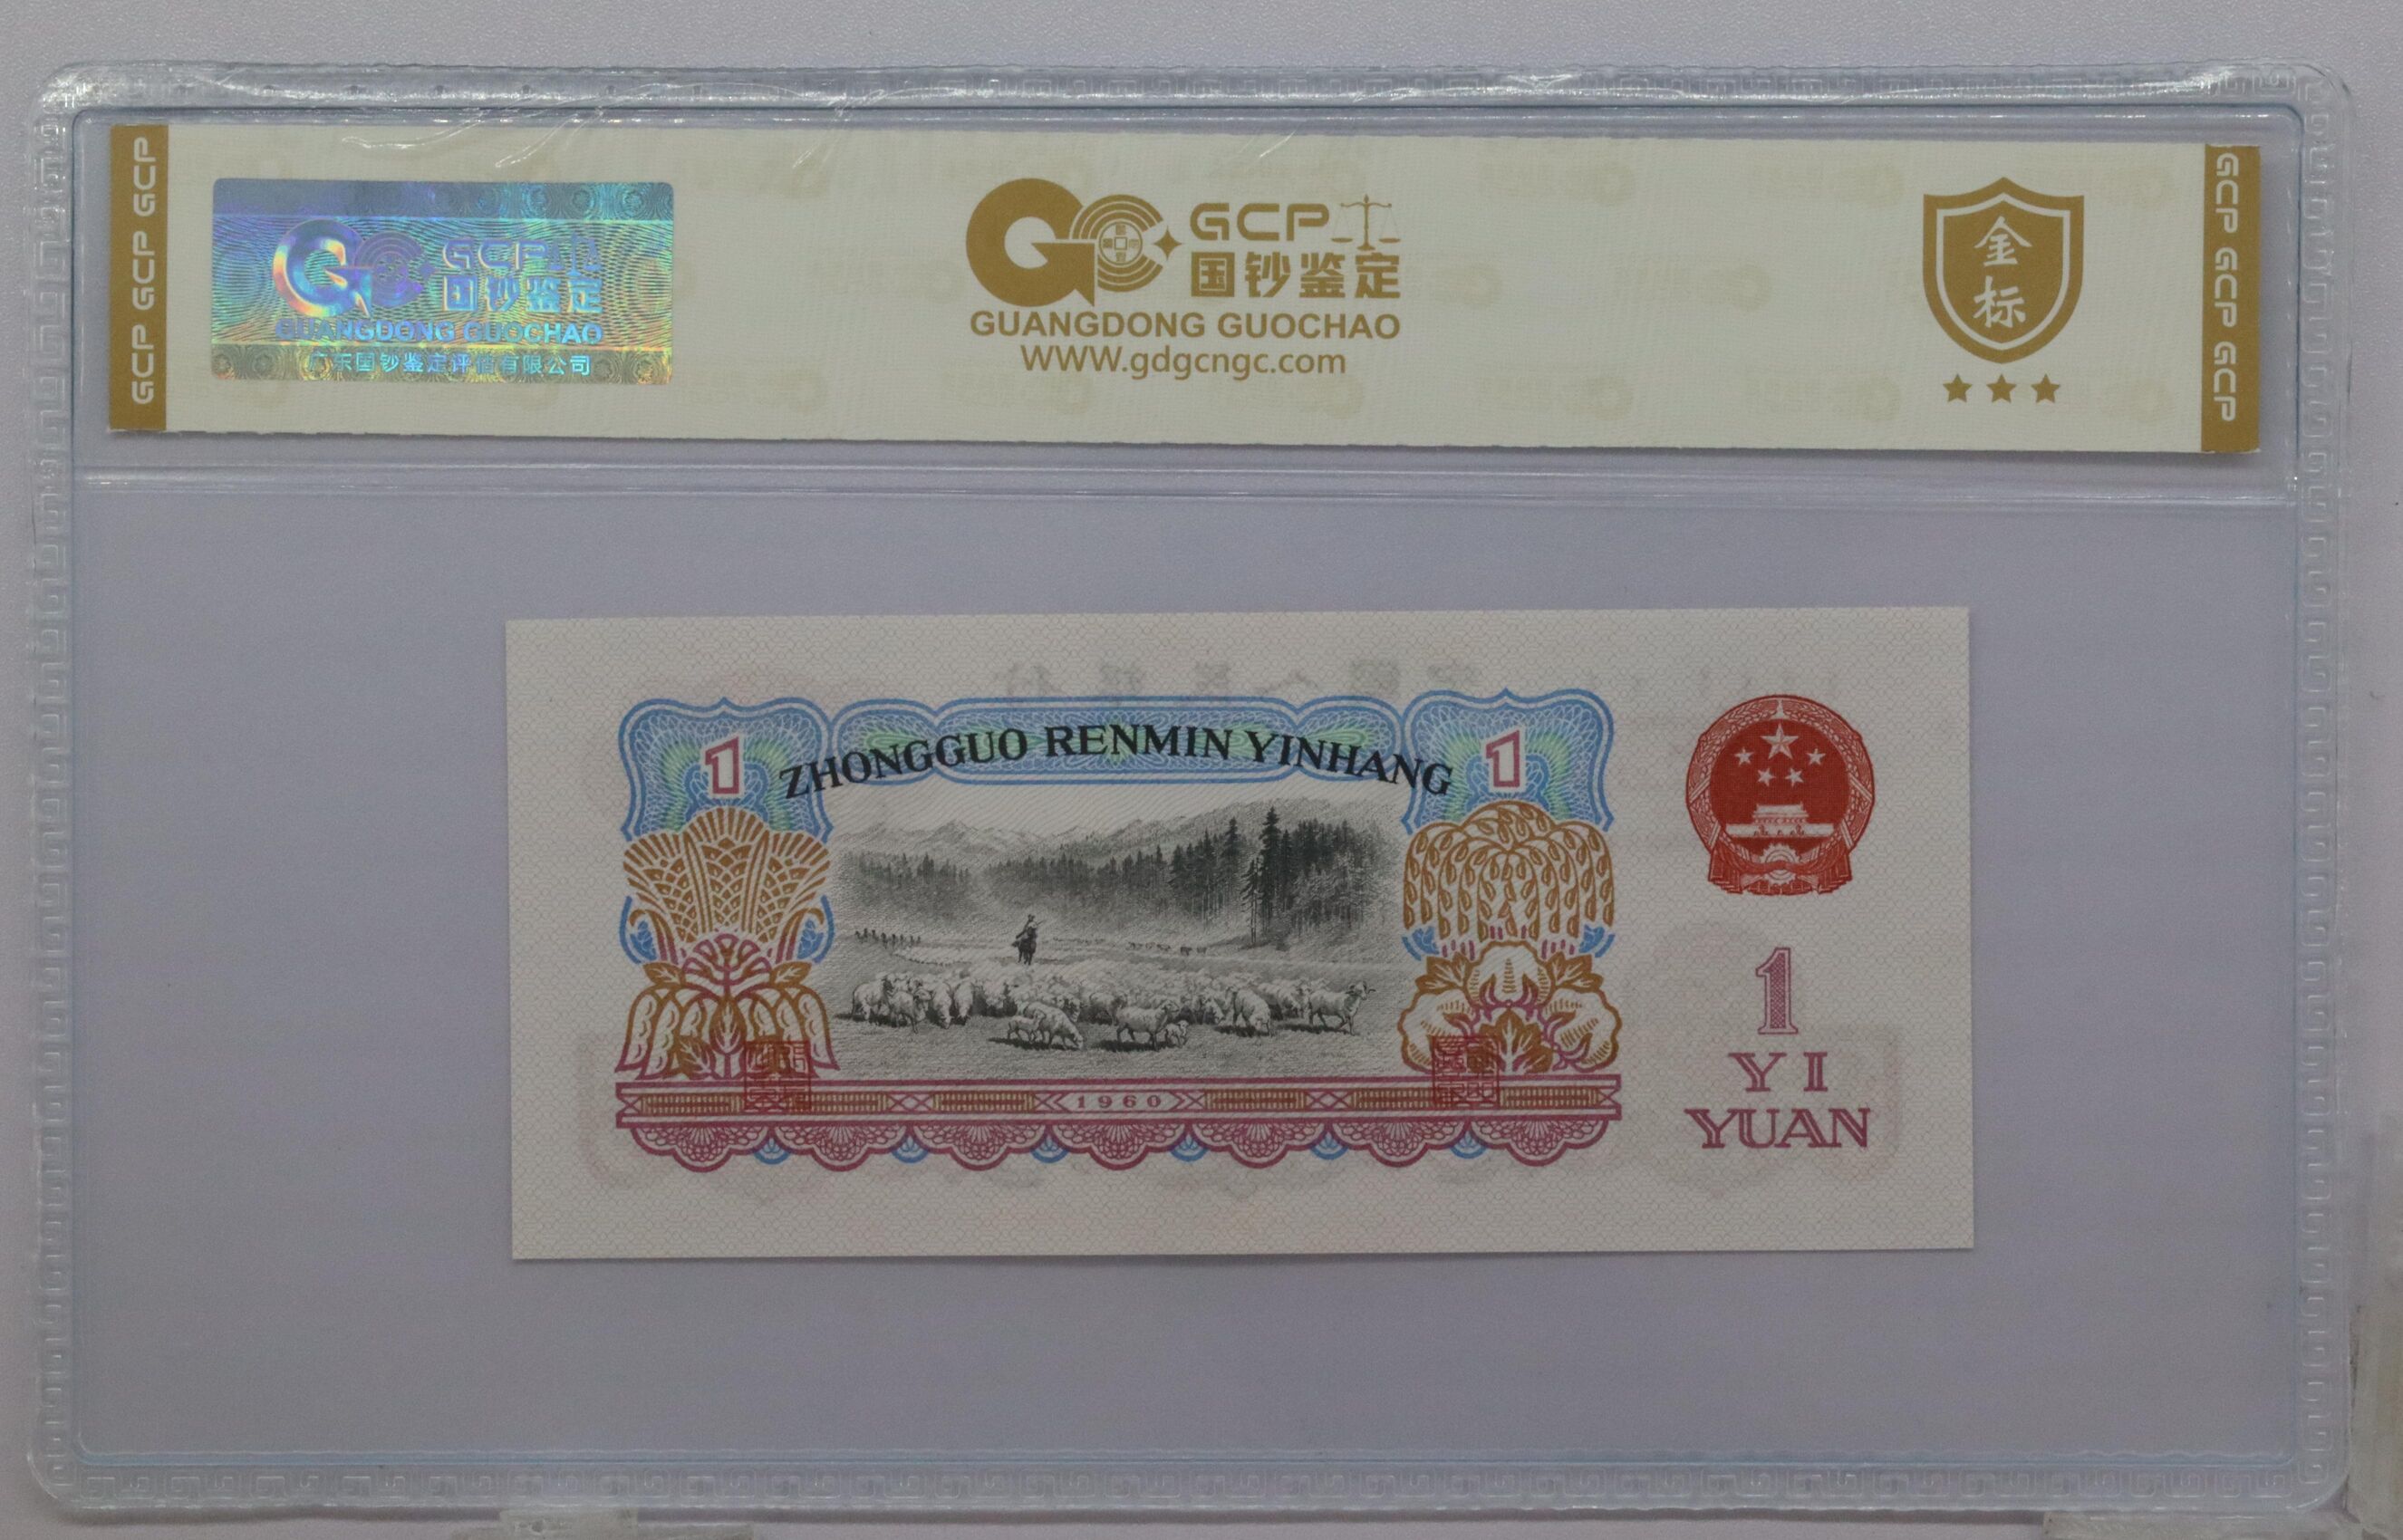 GCP GCP GCP
GCP
国钞鉴定
GUANGDONG GUOCHAO
广东国钞鉴定评估有限公司
GCP
国钞鉴定
GUANGDONG GUOCHAO
WWW.gdgcngc.com
金
标
GCP GCP GCP
1
ZHONGGUO RENMIN YINHANG
1
1960
1
YI
YUAN